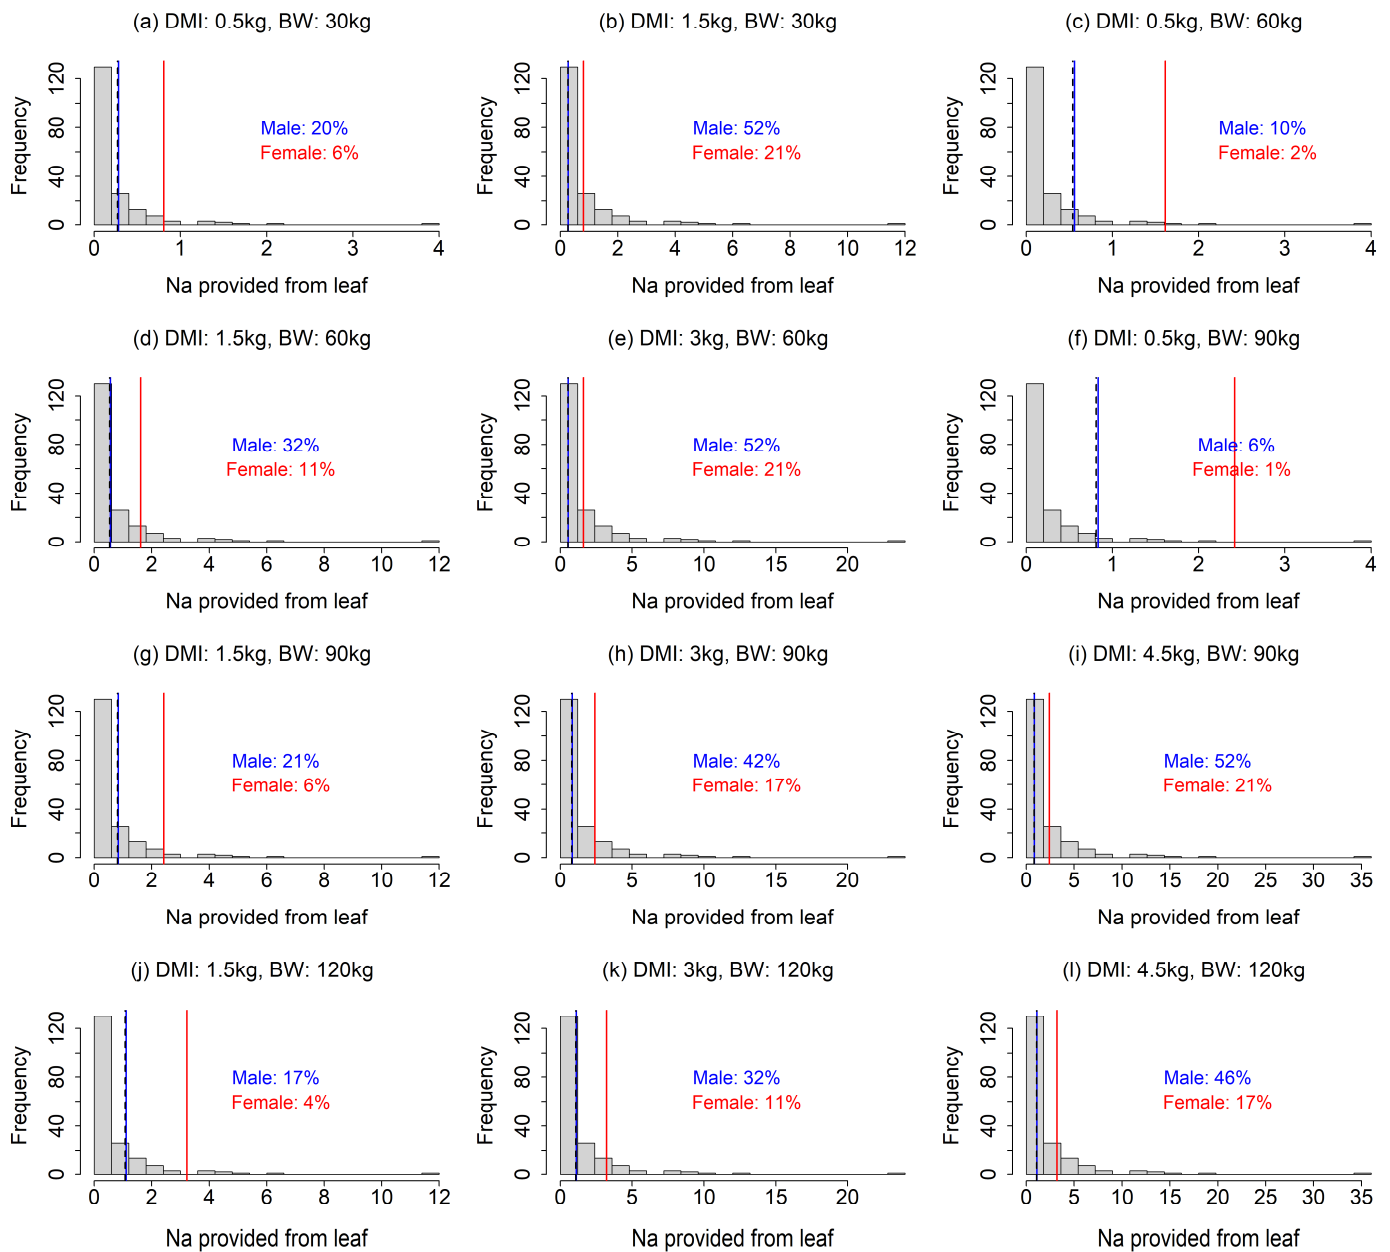 (a) DMI: 0.5kg, BW: 30kg
Frequency
0 40 80 120
Male: 20%
Female: 6%
0 1 2 3 4
Na provided from leaf
(b) DMI: 1.5kg, BW: 30kg
Frequency
0 40 80 120
Male: 52%
Female: 21%
0 2 4 6 8 10 12
Na provided from leaf
(c) DMI: 0.5kg, BW: 60kg
Frequency
0 40 80 120
Male: 10%
Female: 2%
0 1 2 3 4
Na provided from leaf
(d) DMI: 1.5kg, BW: 60kg
Frequency
0 40 80 120
Male: 32%
Female: 11%
0 2 4 6 8 10 12
Na provided from leaf
(e) DMI: 3kg, BW: 60kg
Frequency
0 40 80 120
Male: 52%
Female: 21%
0 5 10 15 20
Na provided from leaf
(f) DMI: 0.5kg, BW: 90kg
Frequency
0 40 80 120
Male: 6%
Female: 1%
0 1 2 3 4
Na provided from leaf
(g) DMI: 1.5kg, BW: 90kg
Frequency
0 40 80 120
Male: 21%
Female: 6%
0 2 4 6 8 10 12
Na provided from leaf
(h) DMI: 3kg, BW: 90kg
Frequency
0 40 80 120
Male: 42%
Female: 17%
0 5 10 15 20
Na provided from leaf
(i) DMI: 4.5kg, BW: 90kg
Frequency
0 40 80 120
Male: 52%
Female: 21%
0 5 10 15 20 25 30 35
Na provided from leaf
(j) DMI: 1.5kg, BW: 120kg
Frequency
0 40 80 120
Male: 17%
Female: 4%
0 2 4 6 8 10 12
Na provided from leaf
(k) DMI: 3kg, BW: 120kg
Frequency
0 40 80 120
Male: 32%
Female: 11%
0 5 10 15 20
Na provided from leaf
(l) DMI: 4.5kg, BW: 120kg
Frequency
0 40 80 120
Male: 46%
Female: 17%
0 5 10 15 20 25 30 35
Na provided from leaf